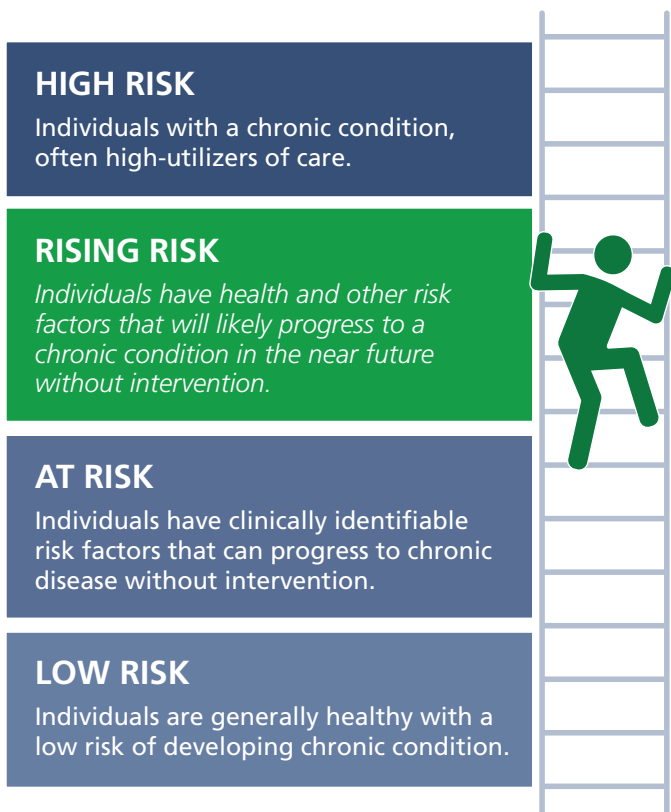 HIGH RISK
Individuals with a chronic condition,
often high-utilizers of care.
RISING RISK
Individuals have health and other risk
factors that will likely progress to a
chronic condition in the near future
without intervention.
AT RISK
Individuals have clinically identifiable
risk factors that can progress to chronic
disease without intervention.
LOW RISK
Individuals are generally healthy with a
low risk of developing chronic condition.